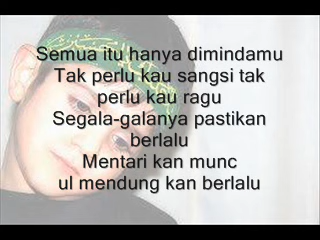 Semua itu hanya dimindamu
Tak perlu kau sangsi tak
perlu kau ragu
Segala-galanya pastikan
berlalu
Mentari kan munc
ul mendung kan berlalu